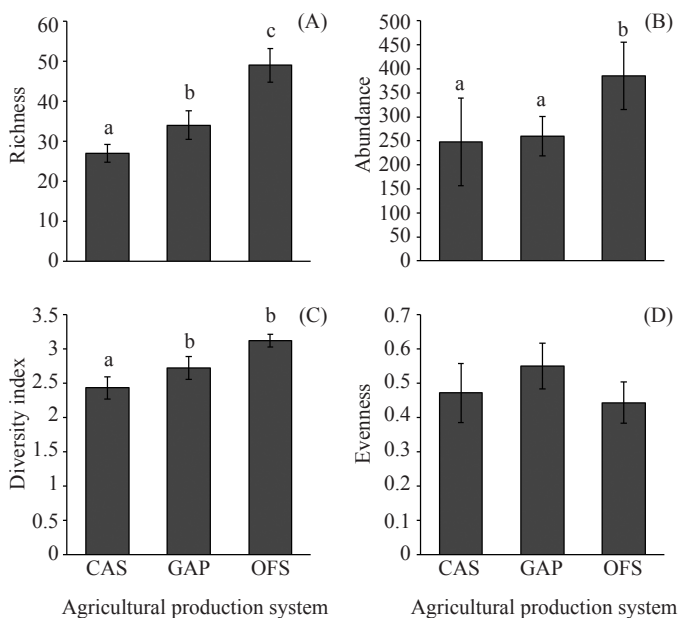 (A)
Richness
60
50
40
30
20
10
0
a
b
c
(B)
Abundance
500
450
400
350
300
250
200
150
100
50
0
a
a
b
(C)
Diversity index
3.5
3
2.5
2
1.5
1
0.5
0
a
b
b
CAS GAP OFS
Agricultural production system
(D)
Evenness
0.7
0.6
0.5
0.4
0.3
0.2
0.1
0
CAS GAP OFS
Agricultural production system